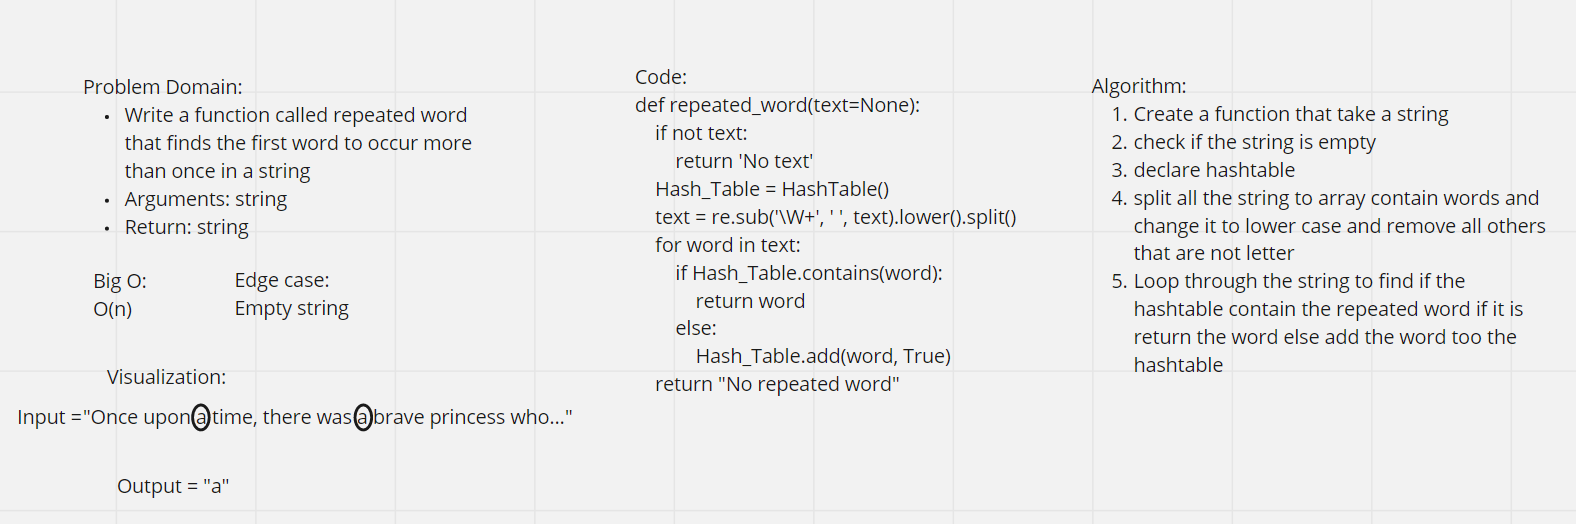 Problem Domain:
• Write a function called repeated word
that finds the first word to occur more
than once in a string
• Arguments: string
• Return: string
Big O:
O(n)
Edge case:
Empty string
Visualization:
Input ="Once upon a time, there was a brave princess who..."
Output = "a"
Code:
def repeated_word(text=None):
    if not text:
        return 'No text'
    Hash_Table = HashTable()
    text = re.sub('\W+', ' ', text).lower().split()
    for word in text:
        if Hash_Table.contains(word):
            return word
        else:
            Hash_Table.add(word, True)
    return "No repeated word"
Algorithm:
1. Create a function that take a string
2. check if the string is empty
3. declare hashtable
4. split all the string to array contain words and
change it to lower case and remove all others
that are not letter
5. Loop through the string to find if the
hashtable contain the repeated word if it is
return the word else add the word too the
hashtable